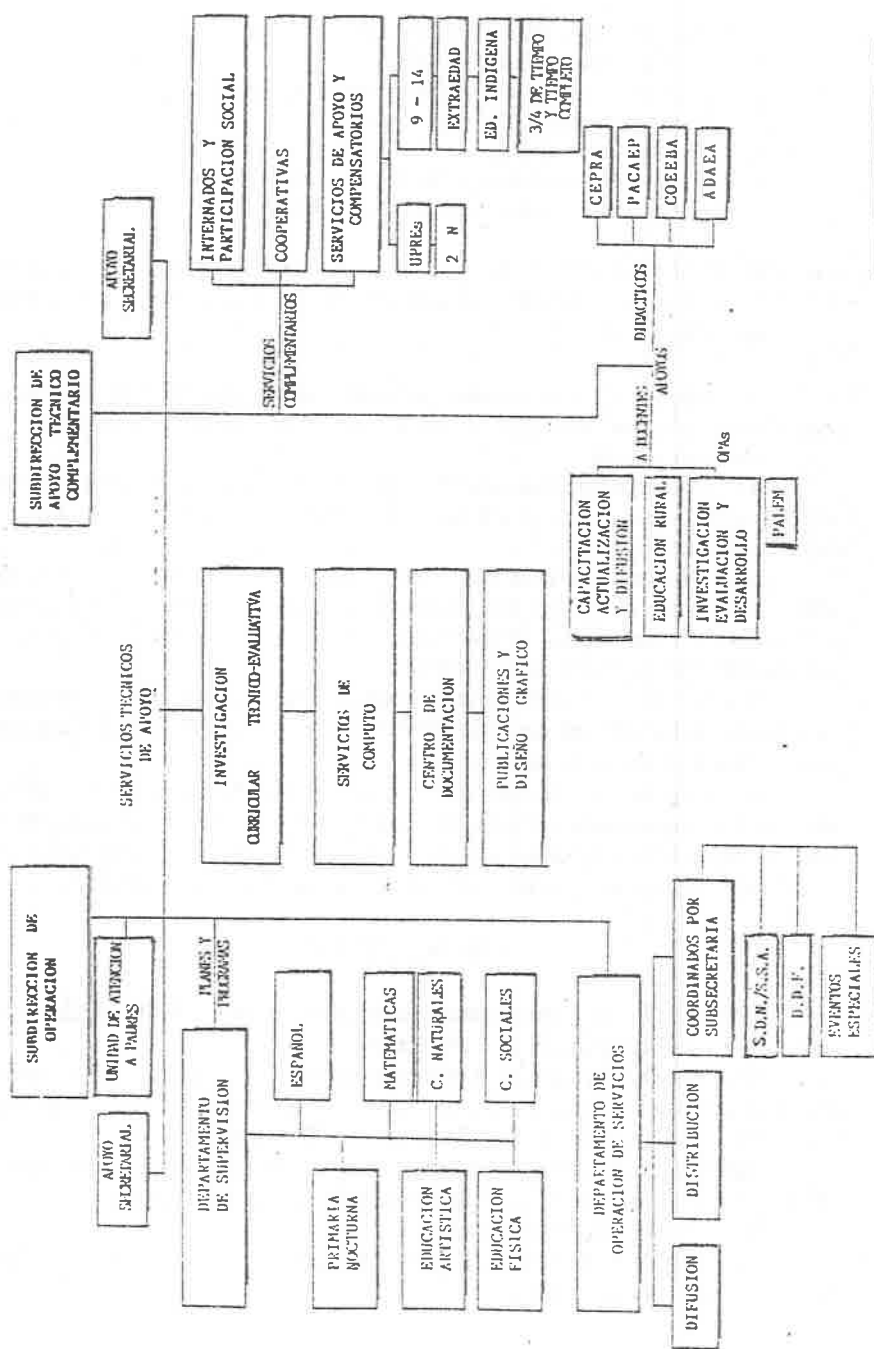 SUBDIRECCION DE
OPERACION
APOYO
SECRETARIAL
UNIDAD DE ATENCION
A PADRES
PLANES Y
PROGRAMAS
DEPARTAMENTO
DE SUPERVISION
ESPAÑOL
MATEMATICAS
C. NATURALES
C. SOCIALES
PRIMARIA
NOCTURNA
EDUCACION
ARTISTICA
EDUCACION
FISICA
DEPARTAMENTO DE
OPERACION DE SERVICIOS
DIFUSION
DISTRIBUCION
COORDINADOS POR
SUBSECRETARIA
S.D.N./S.S.A.
D.D.F.
EVENTOS
ESPECIALES
SERVICIOS TECNICOS
DE APOYO
INVESTIGACION
CURRICULAR TECNICO-EVALUATIVA
SERVICIOS DE
COMPUTO
CENTRO DE
DOCUMENTACION
PUBLICACIONES Y
DISEÑO GRAFICO
SUBDIRECCION DE
APOYO TECNICO
COMPLEMENTARIO
APOYO
SECRETARIAL
SERVICIOS
COMPLEMENTARIOS
INTERNADOS Y
PARTICIPACION SOCIAL
COOPERATIVAS
SERVICIOS DE APOYO Y
COMPENSATORIOS
UPREs
2 N
9 - 14
EXTRAEDAD
ED. INDIGENA
3/4 DE TIEMPO
Y TIEMPO
COMPLETO
APOYOS
A DOCENTES
DIDACTICOS
CAPACITACION
ACTUALIZACION
Y DIFUSION
EDUCACION RURAL
INVESTIGACION
EVALUACION Y
DESARROLLO
OPAs
PALEM
CEPRA
PACAEP
COEEBA
ADAEA